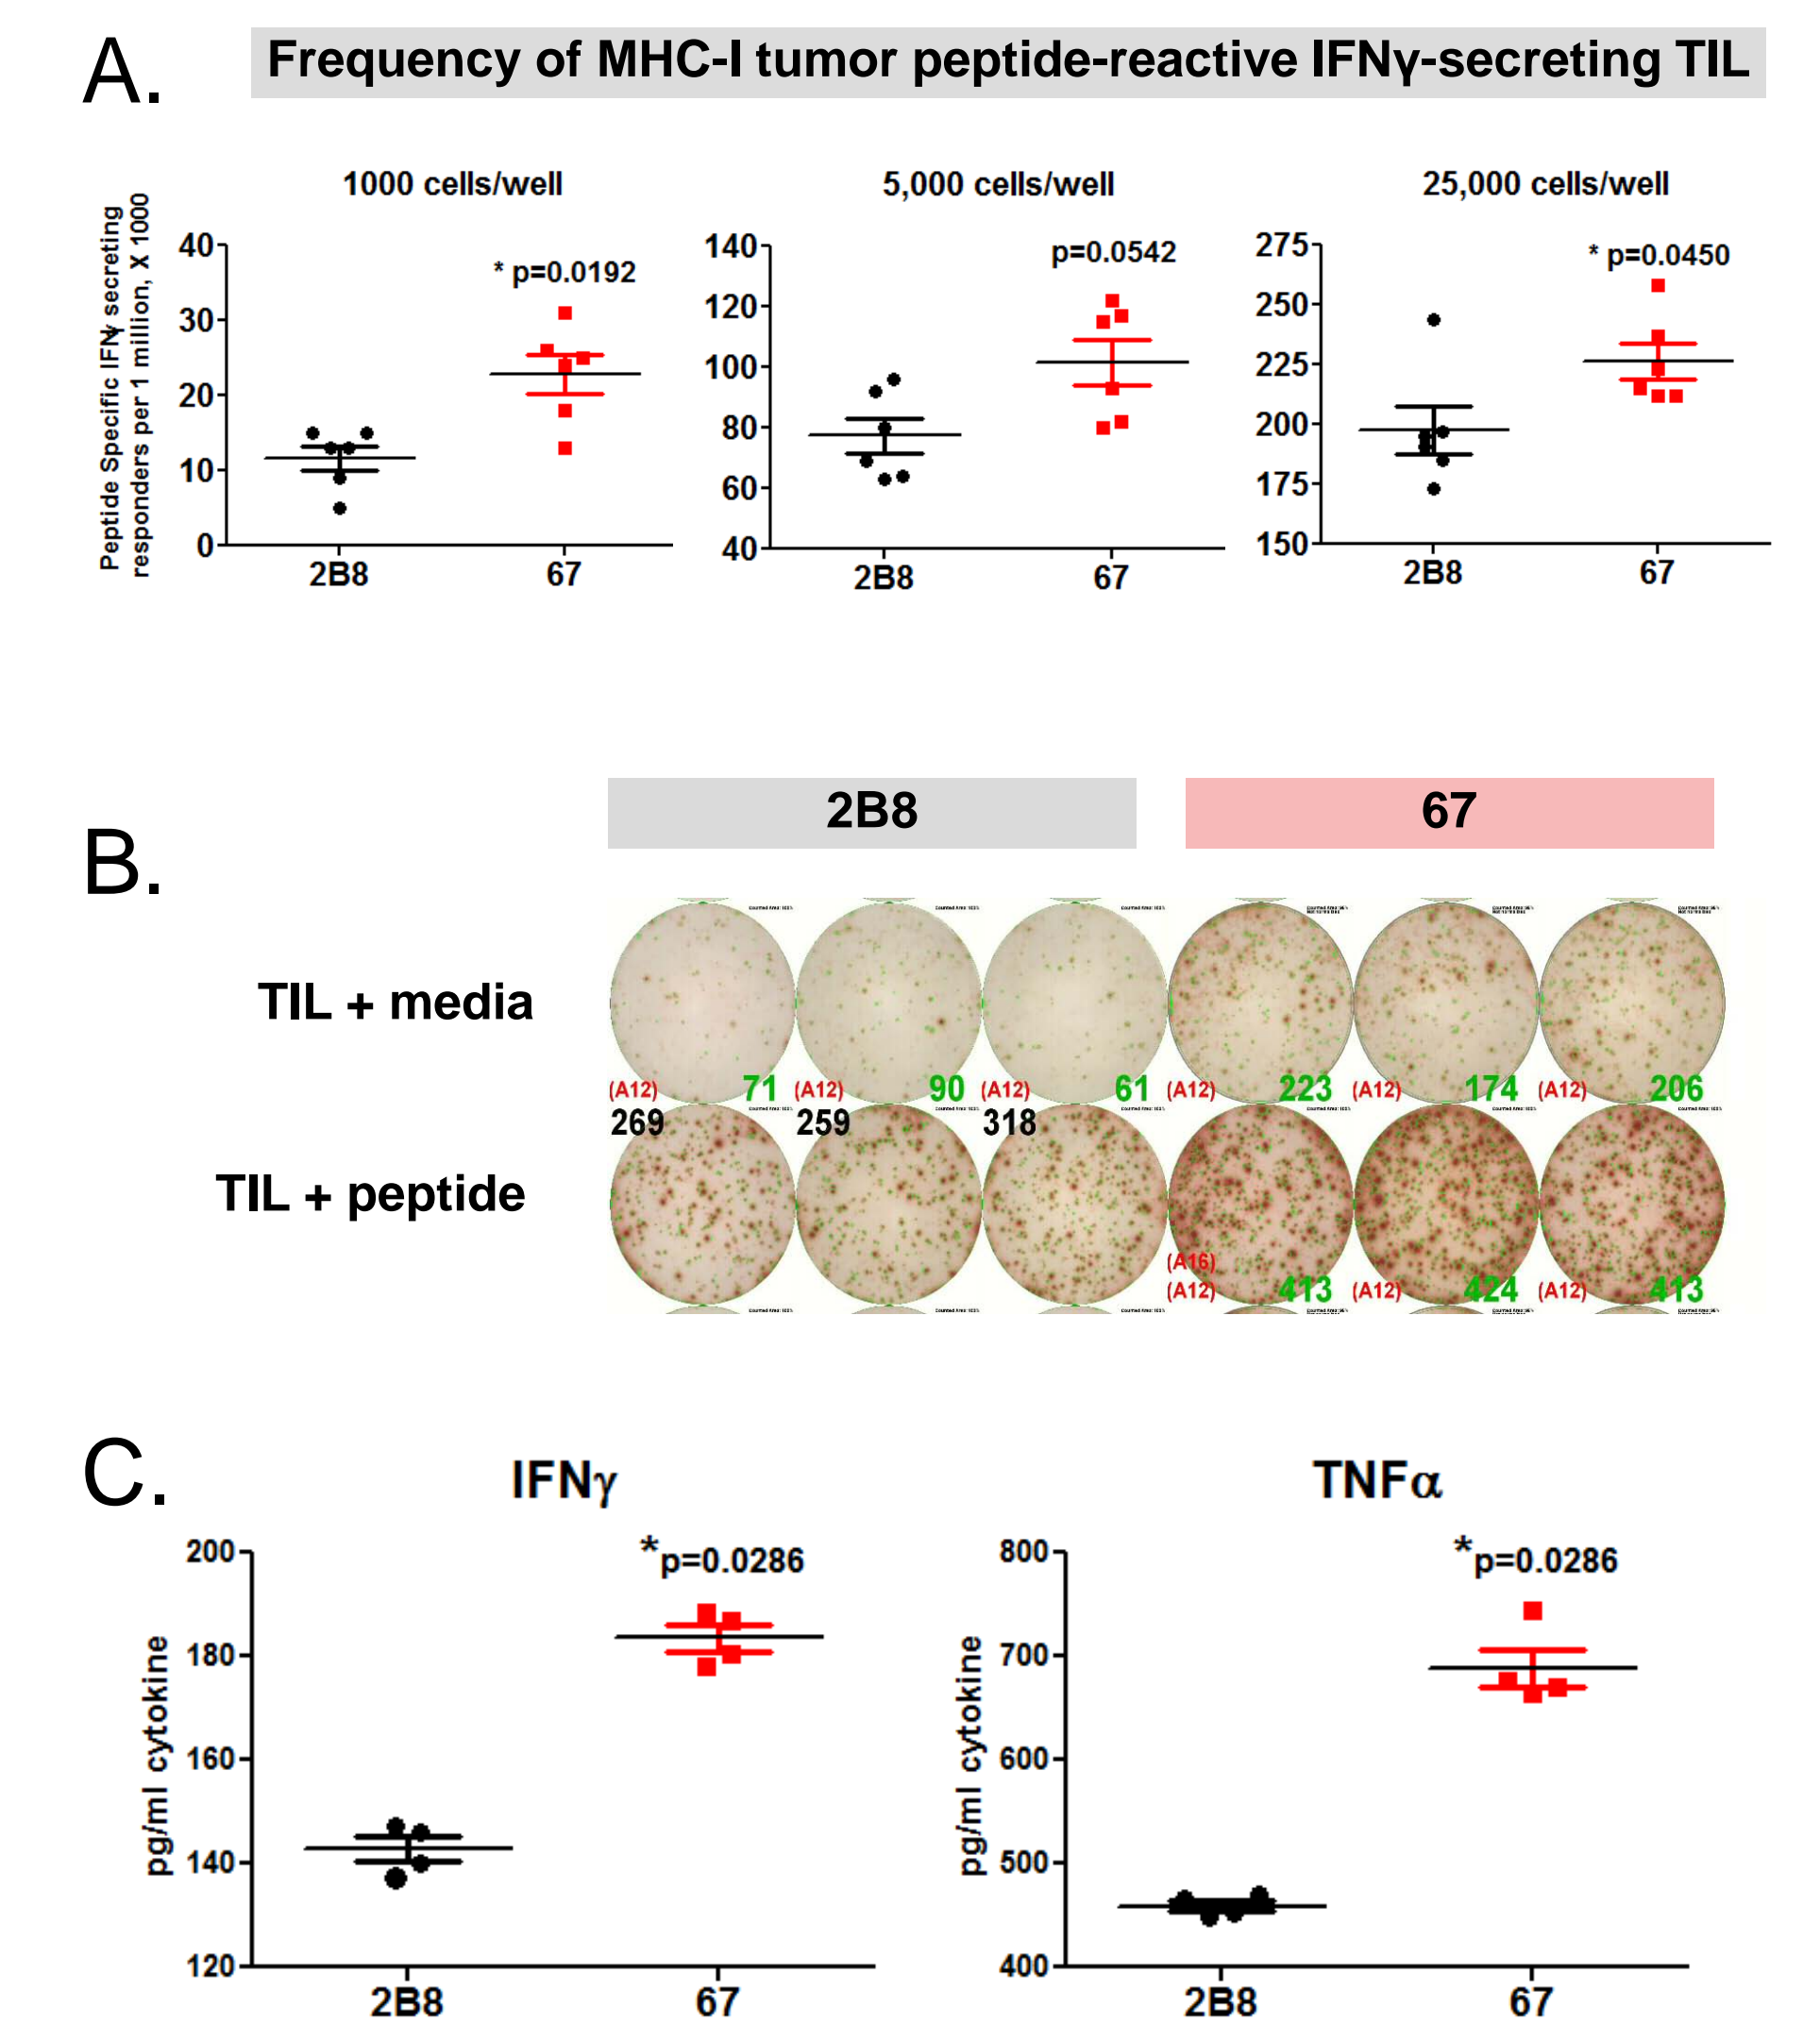 A.
Frequency of MHC-I tumor peptide-reactive IFNγ-secreting TIL
1000 cells/well
5,000 cells/well
25,000 cells/well
Peptide Specific IFNγ secreting
responders per 1 million, X 1000
40
30
20
10
0
* p=0.0192
2B8
67
140
120
100
80
60
40
p=0.0542
2B8
67
275
250
225
200
175
150
* p=0.0450
2B8
67
B.
2B8
67
TIL + media
(A12) 71
(A12) 90
(A12) 61
(A12) 223
(A12) 174
(A12) 206
TIL + peptide
269
259
318
(A16)
(A12) 413
(A12) 424
(A12) 413
C.
IFNγ
pg/ml cytokine
200
180
160
140
120
*p=0.0286
2B8
67
TNFα
pg/ml cytokine
800
700
600
500
400
*p=0.0286
2B8
67